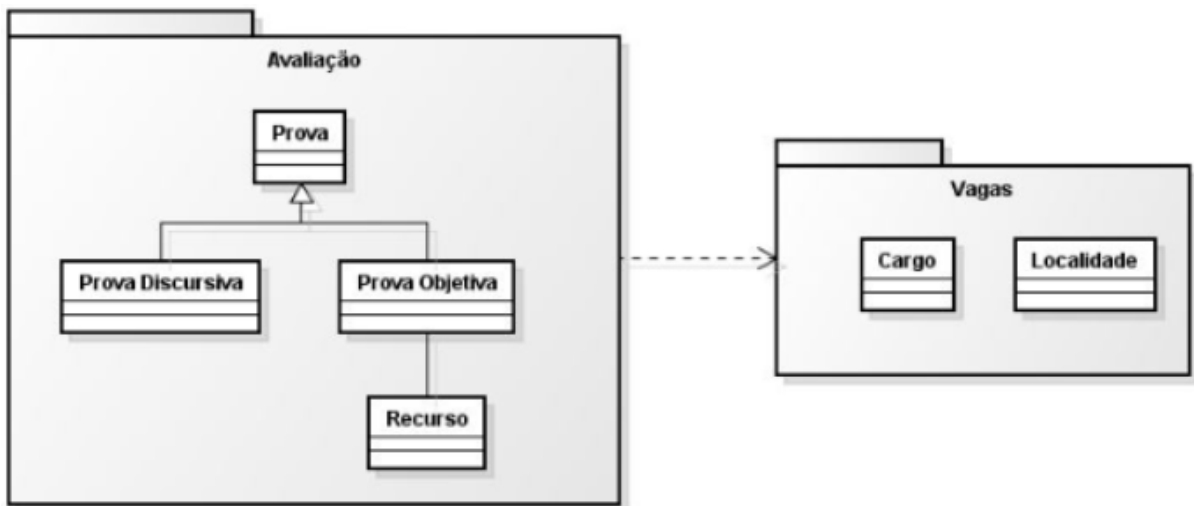 Avaliação
Prova
Prova Discursiva
Prova Objetiva
Recurso
Vagas
Cargo
Localidade